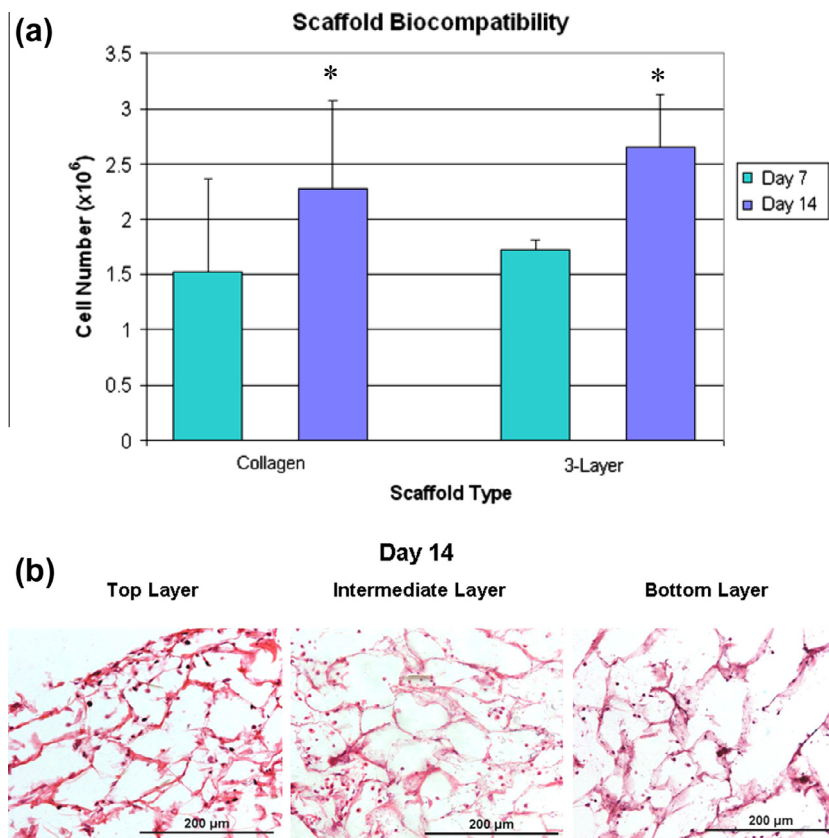 (a)
Scaffold Biocompatibility
3.5
3
2.5
2
1.5
1
0.5
0
Cell Number (x10⁶)
*
*
Day 7
Day 14
Collagen
3-Layer
Scaffold Type
(b)
Day 14
Top Layer
Intermediate Layer
Bottom Layer
200 µm
200 µm
200 µm